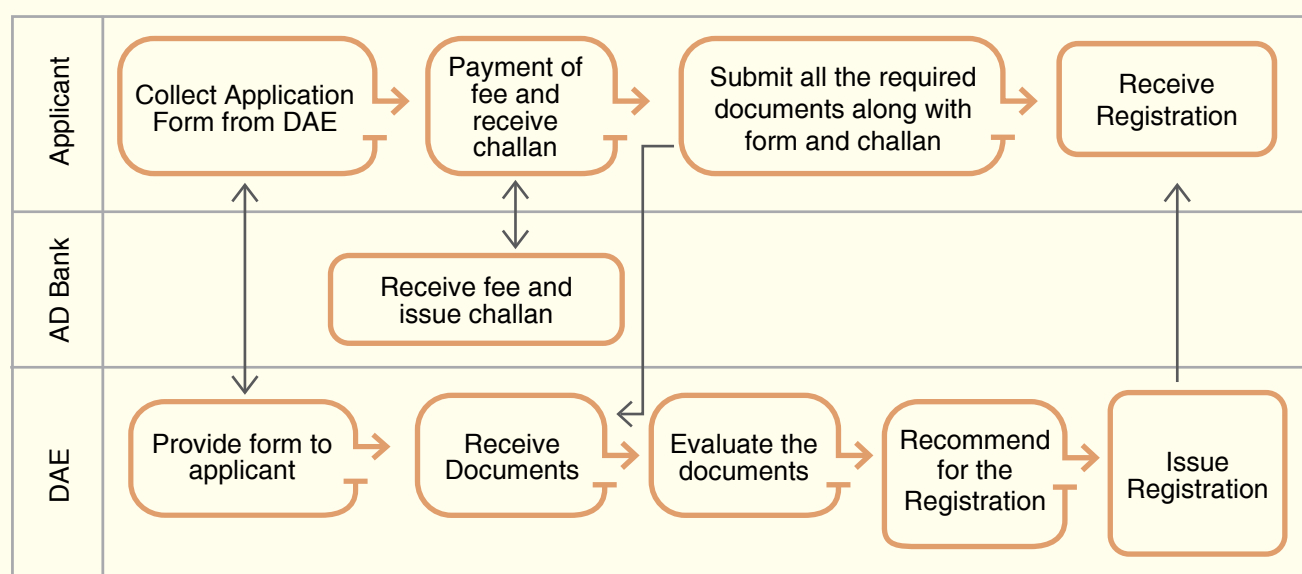 Applicant
Collect Application
Form from DAE
Payment of
fee and
receive
challan
Submit all the required
documents along with
form and challan
Receive
Registration
AD Bank
Receive fee and
issue challan
DAE
Provide form to
applicant
Receive
Documents
Evaluate the
documents
Recommend
for the
Registration
Issue
Registration